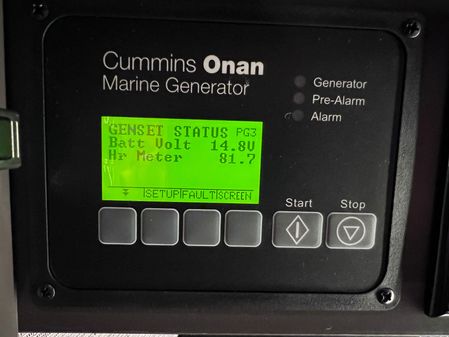 Cummins Onan
Marine Generator
Generator
Pre-Alarm
Alarm
GENSET STATUS PG3
Batt Volt 14.8V
Hr Meter 81.7
SETUP FAULT SCREEN
Start Stop